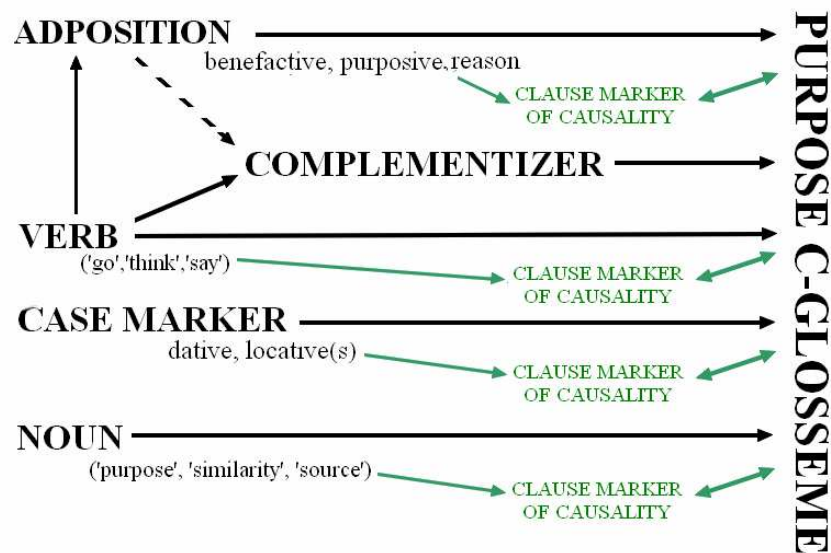 ADPOSITION
benefactive, purposive, reason
CLAUSE MARKER
OF CAUSALITY
COMPLEMENTIZER
VERB
('go','think','say')
CLAUSE MARKER
OF CAUSALITY
CASE MARKER
dative, locative(s)
CLAUSE MARKER
OF CAUSALITY
NOUN
('purpose', 'similarity', 'source')
CLAUSE MARKER
OF CAUSALITY
PURPOSE C-GLOSSEME